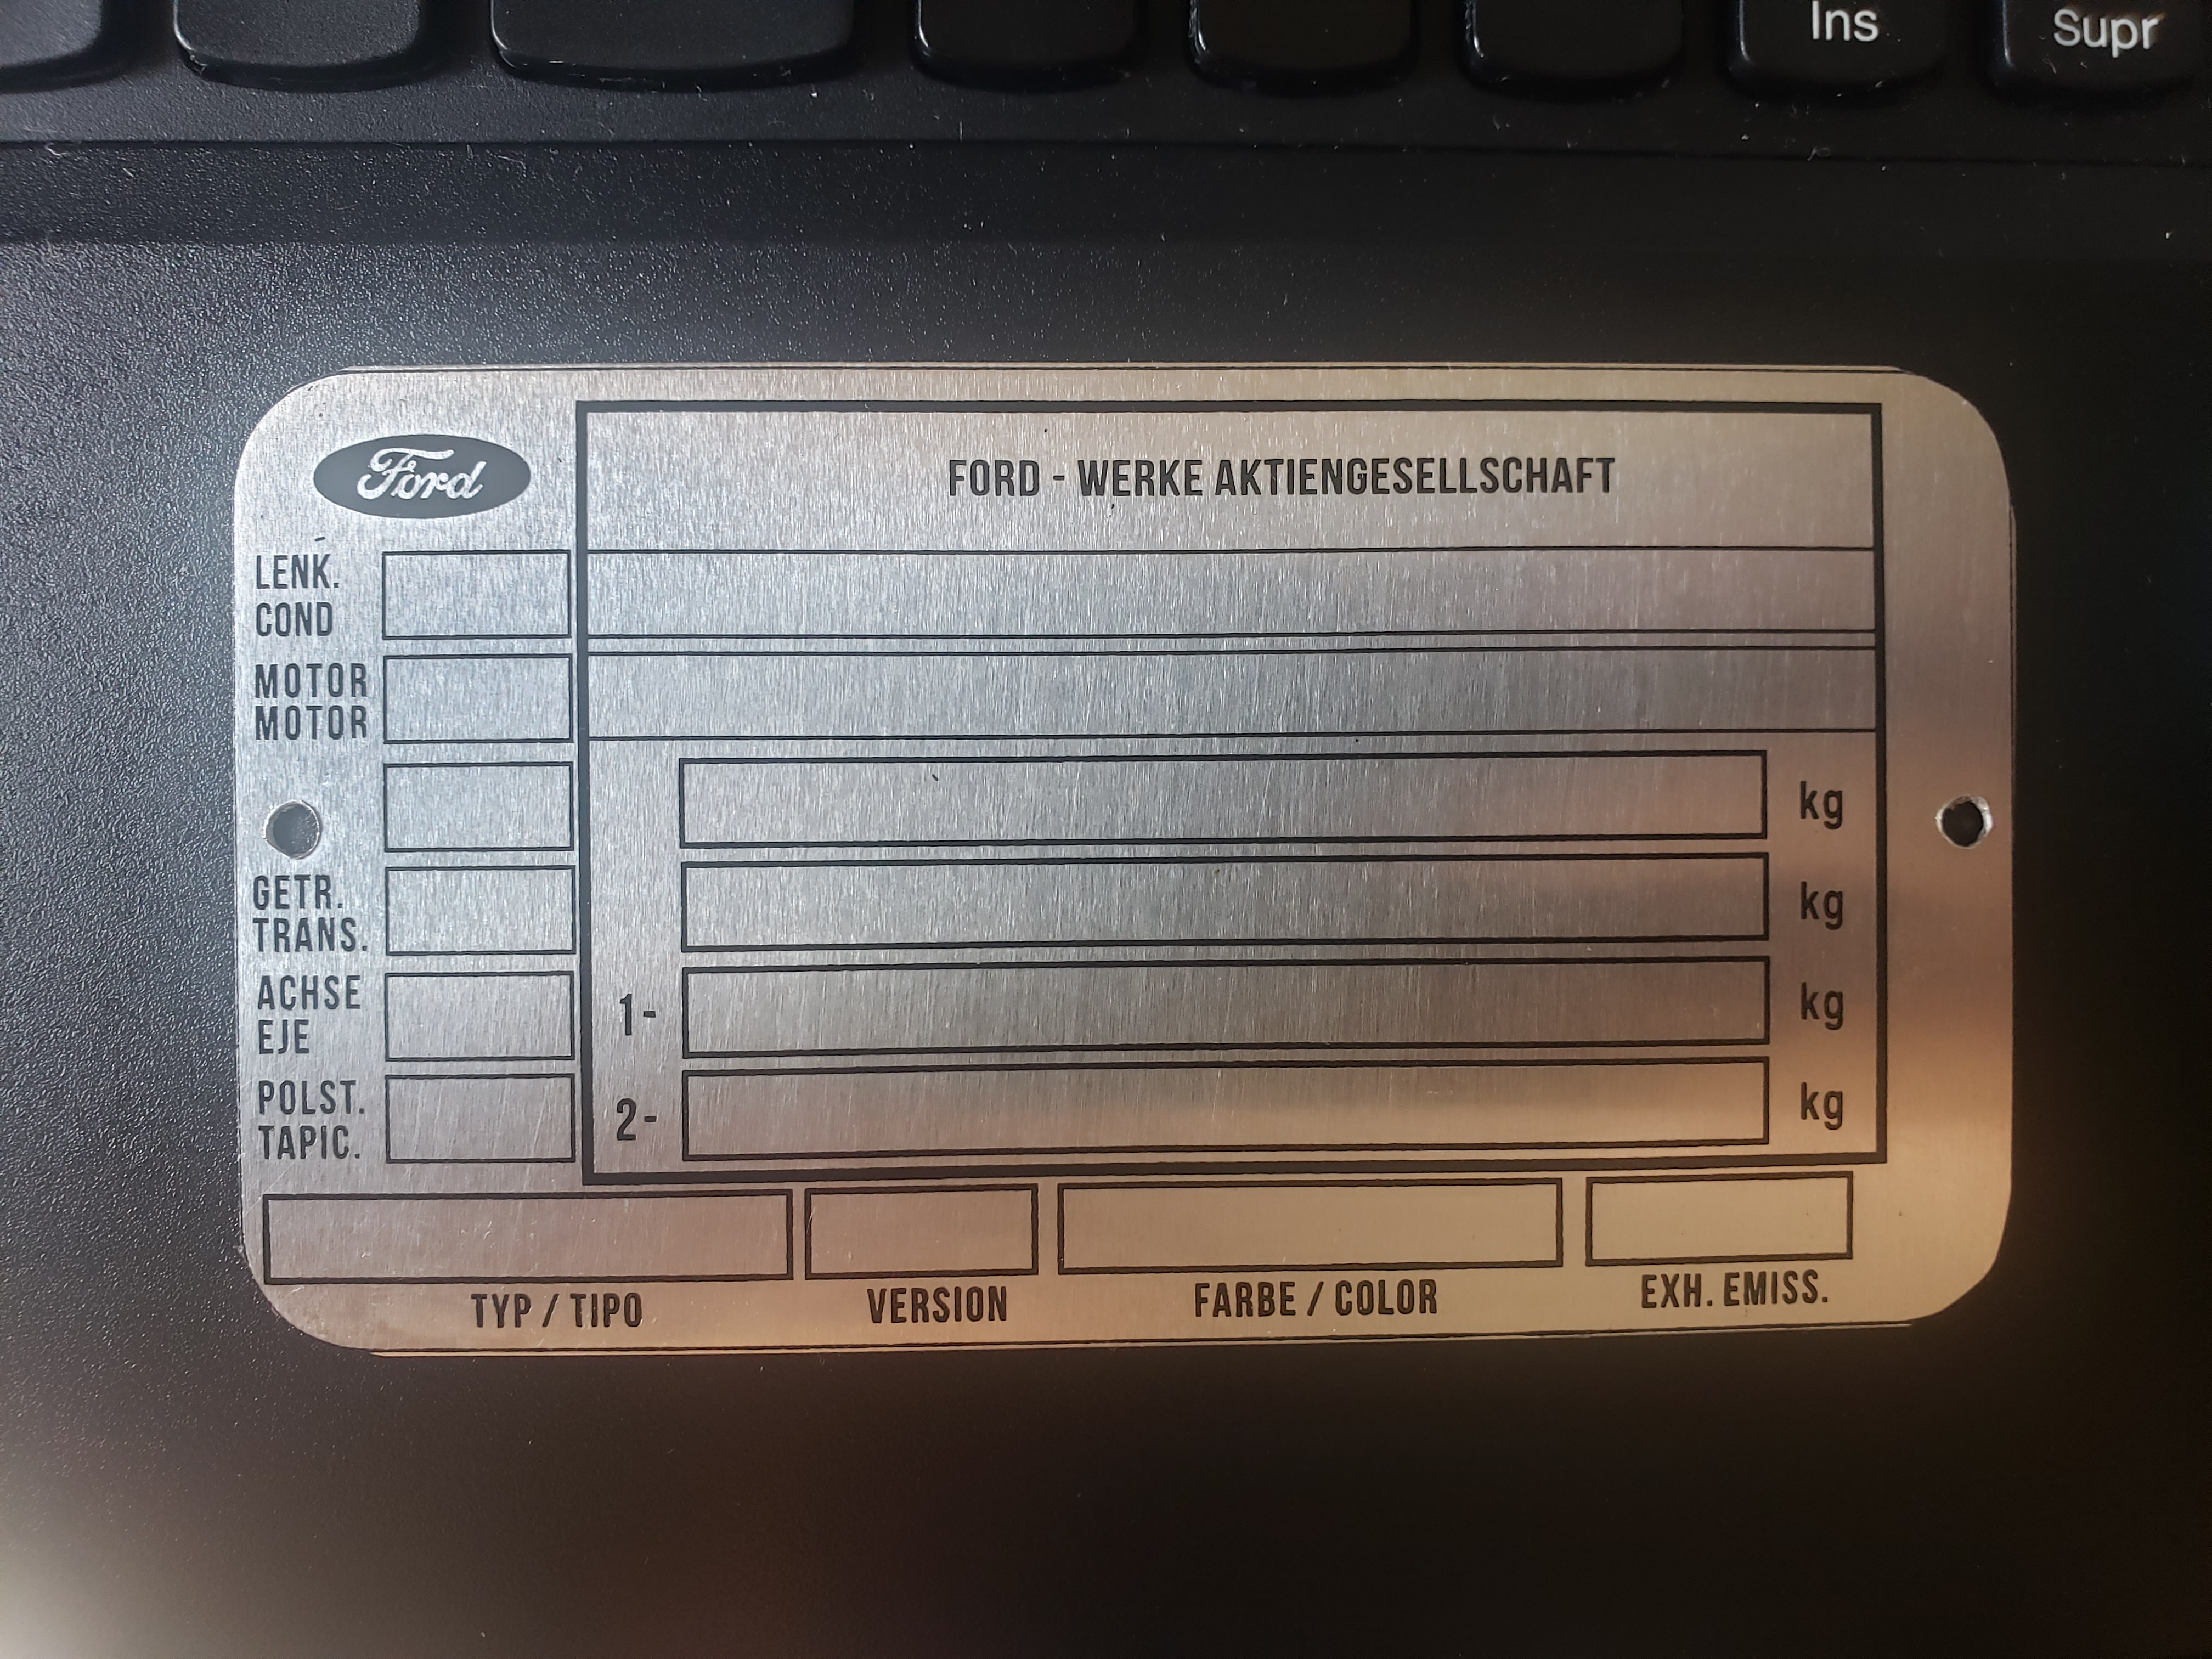 Ins
Supr
Ford
FORD - WERKE AKTIENGESELLSCHAFT
LENK.
COND
MOTOR
MOTOR
kg
GETR.
TRANS.
kg
ACHSE
EJE
1-
kg
POLST.
TAPIC.
2-
kg
TYP / TIPO
VERSION
FARBE / COLOR
EXH. EMISS.